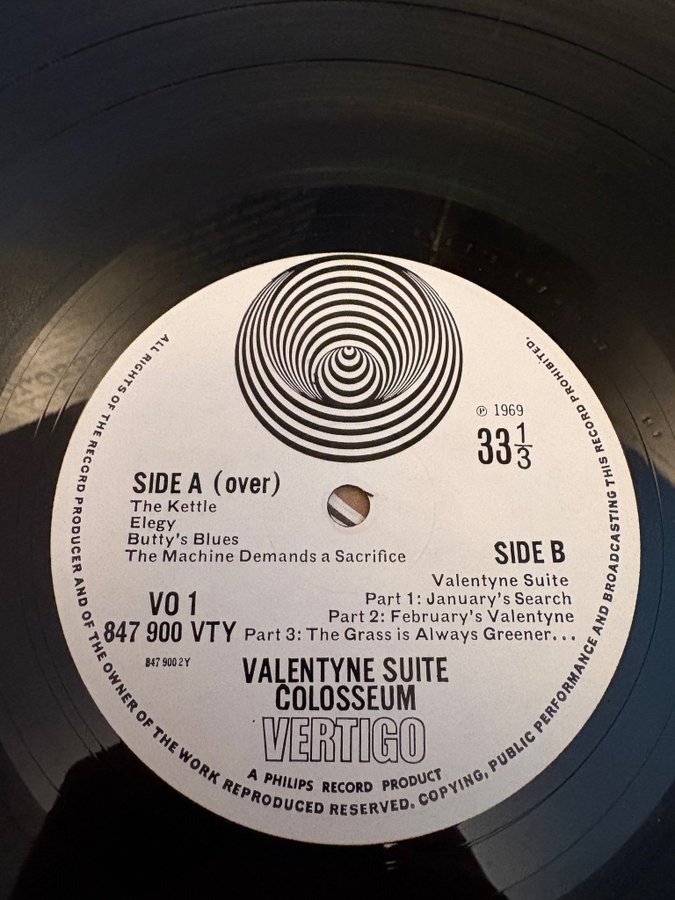 ℗ 1969
33 1/3
SIDE A (over)
The Kettle
Elegy
Butty's Blues
The Machine Demands a Sacrifice
SIDE B
Valentyne Suite
Part 1: January's Search
Part 2: February's Valentyne
Part 3: The Grass is Always Greener...
VO 1
847 900 VTY
847 900 2Y
VALENTYNE SUITE
COLOSSEUM
VERTIGO
A PHILIPS RECORD PRODUCT
ALL RIGHTS OF THE RECORD PRODUCER AND OF THE OWNER OF THE WORK REPRODUCED RESERVED. COPYING, PUBLIC PERFORMANCE AND BROADCASTING THIS RECORD PROHIBITED.